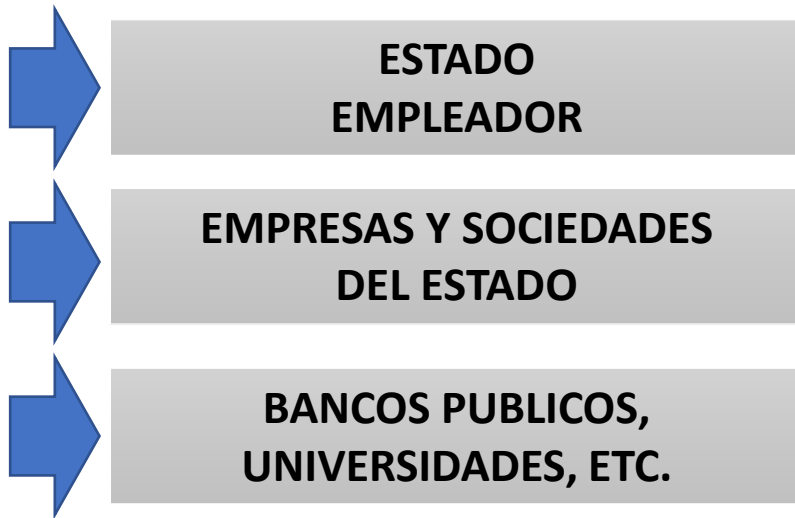 ESTADO
EMPLEADOR
EMPRESAS Y SOCIEDADES
DEL ESTADO
BANCOS PUBLICOS,
UNIVERSIDADES, ETC.